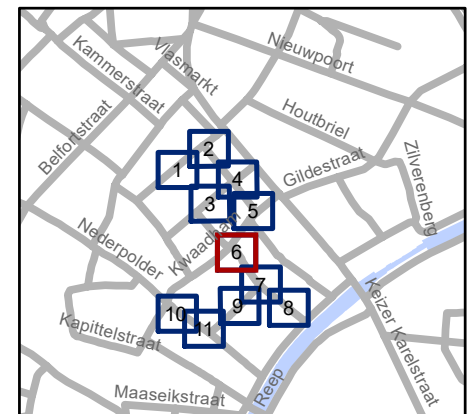 Nieuwpoort
Vlasmarkt
Kammerstraat
Houtbriel
Belfortstraat
Zilverenberg
2
1
Gildestraat
4
3
5
Kwaadham
Nederpolder
6
7
9
8
10
11
Keizer Karelstraat
Kapittelstraat
Reep
Maaseikstraat